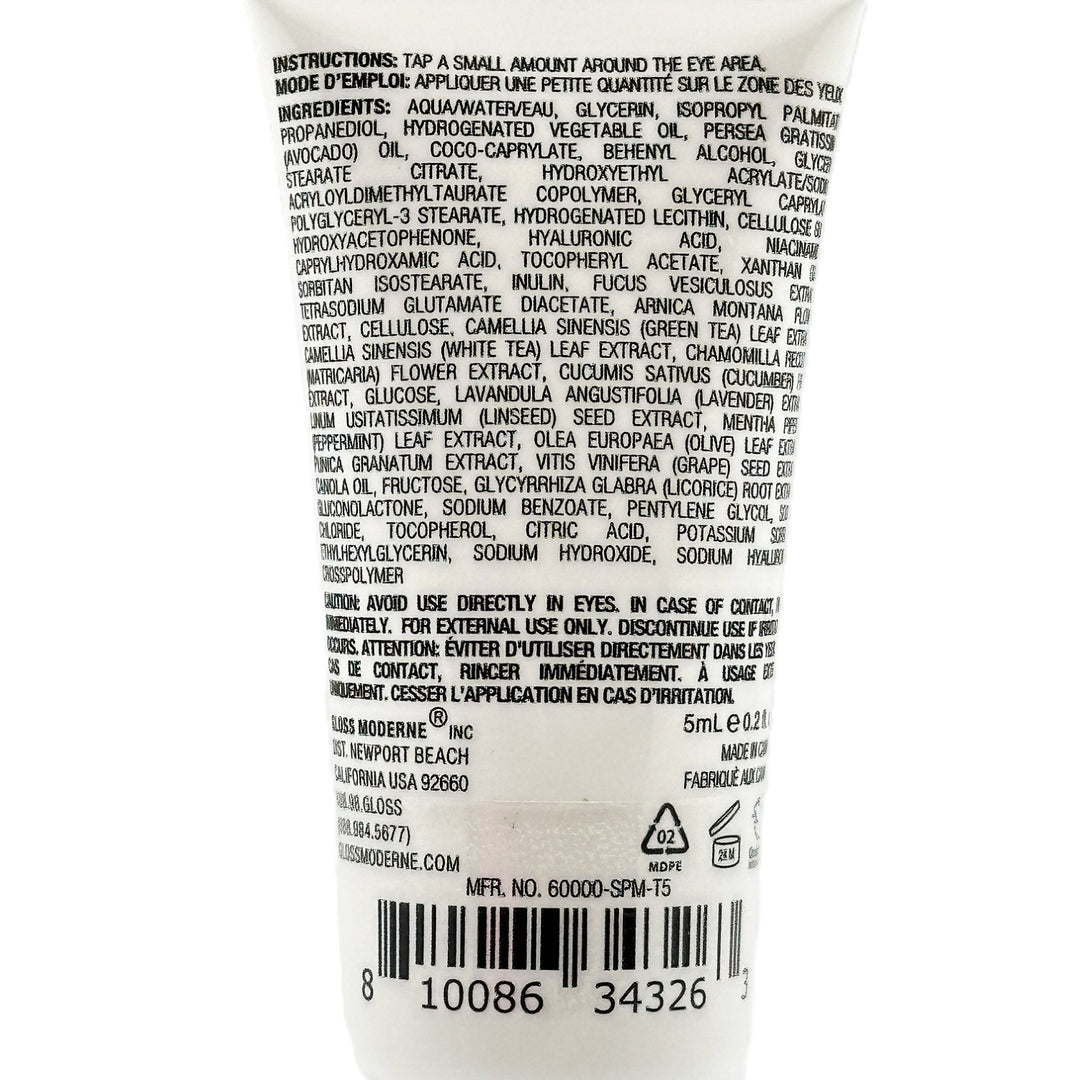 INSTRUCTIONS: TAP A SMALL AMOUNT AROUND THE EYE AREA.
MODE D'EMPLOI: APPLIQUER UNE PETITE QUANTITÉ SUR LE ZONE DES
INGREDIENTS: AQUA/WATER/EAU, GLYCERIN, ISOPROPYL
PROPANEDIOL, HYDROGENATED VEGETABLE OIL, PERSEA
(AVOCADO) OIL, COCO-CAPRYLATE, BEHENYL ALCOHOL,
STEARATE CITRATE, HYDROXYETHYL
ACRYLOYLDIMETHYLTAURATE COPOLYMER, GLYCERYL
POLYGLYCERYL-3 STEARATE, HYDROGENATED LECITHIN, CELLULOSE
HYDROXYACETOPHENONE, HYALURONIC ACID,
CAPRYLHYDROXAMIC ACID, TOCOPHERYL ACETATE, XANTHAN
SORBITAN ISOSTEARATE, INULIN, FUCUS VESICULOSUS
TETRASODIUM GLUTAMATE DIACETATE, ARNICA MONTANA
EXTRACT, CELLULOSE, CAMELLIA SINENSIS (GREEN TEA) LEAF
CAMELLIA SINENSIS (WHITE TEA) LEAF EXTRACT, CHAMOMILLA
(MATRICARIA) FLOWER EXTRACT, CUCUMIS SATIVUS (CUCUMBER)
EXTRACT, GLUCOSE, LAVANDULA ANGUSTIFOLIA (LAVENDER)
LINUM USITATISSIMUM (LINSEED) SEED EXTRACT, MENTHA
(PEPPERMINT) LEAF EXTRACT, OLEA EUROPAEA (OLIVE) LEAF
PUNICA GRANATUM EXTRACT, VITIS VINIFERA (GRAPE) SEED
CANOLA OIL, FRUCTOSE, GLYCYRRHIZA GLABRA (LICORICE) ROOT
GLUCONOLACTONE, SODIUM BENZOATE, PENTYLENE GLYCOL,
CHLORIDE, TOCOPHEROL, CITRIC ACID, POTASSIUM
ETHYLHEXYLGLYCERIN, SODIUM HYDROXIDE, SODIUM
CROSSPOLYMER
CAUTION: AVOID USE DIRECTLY IN EYES. IN CASE OF CONTACT,
IMMEDIATELY. FOR EXTERNAL USE ONLY. DISCONTINUE USE IF
OCCURS. ATTENTION: ÉVITER D'UTILISER DIRECTEMENT DANS LES
CAS DE CONTACT, RINCER IMMÉDIATEMENT. À USAGE
UNIQUEMENT. CESSER L'APPLICATION EN CAS D'IRRITATION.
GLOSS MODERNE® INC
DIST. NEWPORT BEACH
CALIFORNIA USA 92660
GLOSS
GLOSSMODERNE.COM
5mL e 0.2
MADE IN
FABRIQUÈ AUX
02
MDPE
24 M
MFR. NO. 60000-SPM-T5
8 10086 34326 3